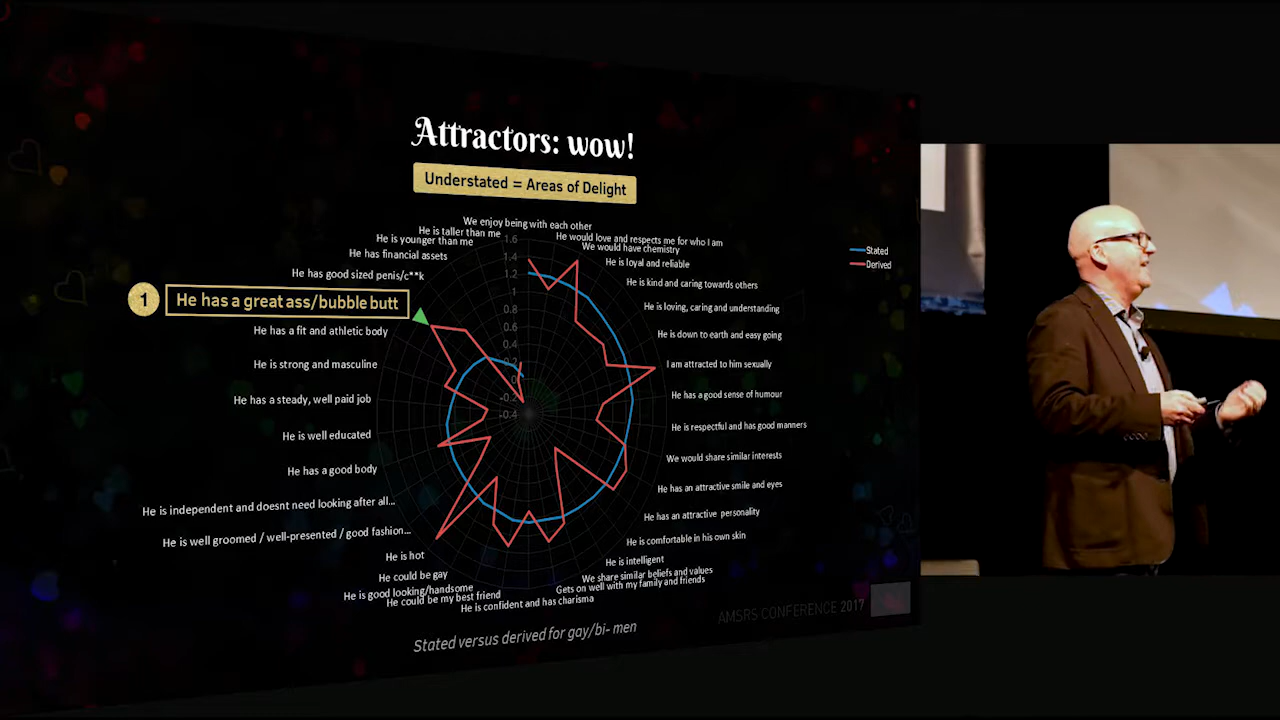 Attractors: wow!
Understated = Areas of Delight
We enjoy being with each other
He is taller than me
He would love and respects me for who I am
He is younger than me
We would have chemistry
He has financial assets
He is loyal and reliable
He has good sized penis/c**k
He is kind and caring towards others
1 He has a great ass/bubble butt
He is loving, caring and understanding
He has a fit and athletic body
He is down to earth and easy going
He is strong and masculine
I am attracted to him sexually
He has a steady, well paid job
He has a good sense of humour
He is well educated
He is respectful and has good manners
He has a good body
We would share similar interests
He is independent and doesnt need looking after all...
He has an attractive smile and eyes
He is well groomed / well-presented / good fashion...
He has an attractive personality
He is hot
He is comfortable in his own skin
He could be gay
He is intelligent
He is good looking/handsome
We share similar beliefs and values
He could be my best friend
Gets on well with my family and friends
He is confident and has charisma
1.6
1.4
1.2
1
0.8
0.6
0.4
0.2
0
-0.2
-0.4
Stated
Derived
Stated versus derived for gay/bi- men
AMSRS CONFERENCE 2017